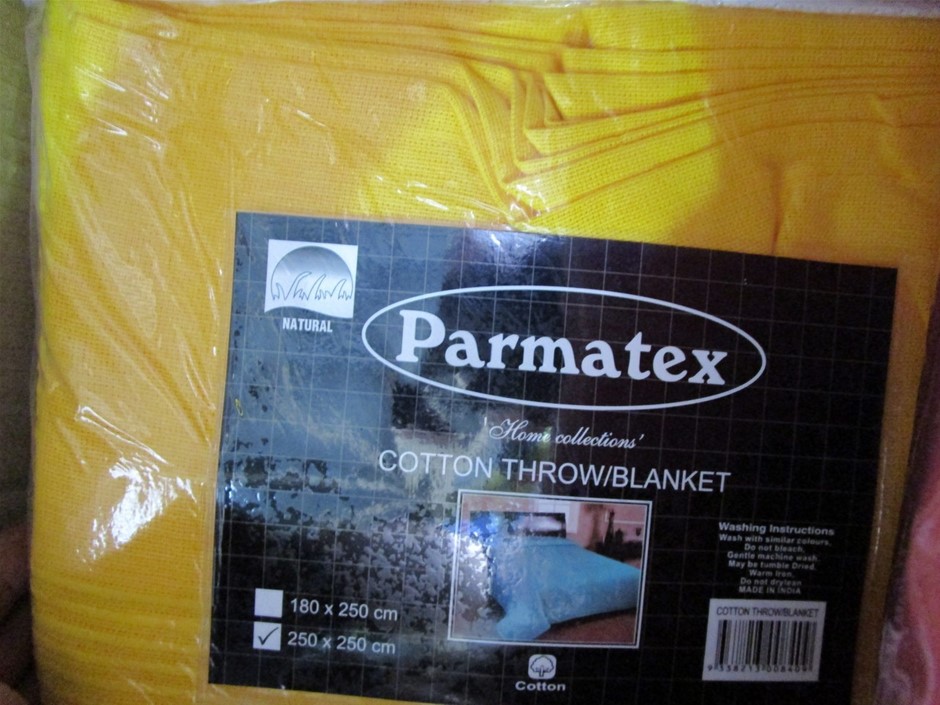 NATURAL
Parmatex
'Home collections'
COTTON THROW/BLANKET
Washing Instructions
Wash with similar colours.
Do not bleach.
Gentle machine wash.
May be tumble Dried.
Warm Iron.
Do not drylean
MADE IN INDIA
180 x 250 cm
250 x 250 cm
COTTON THROW/BLANKET
Cotton